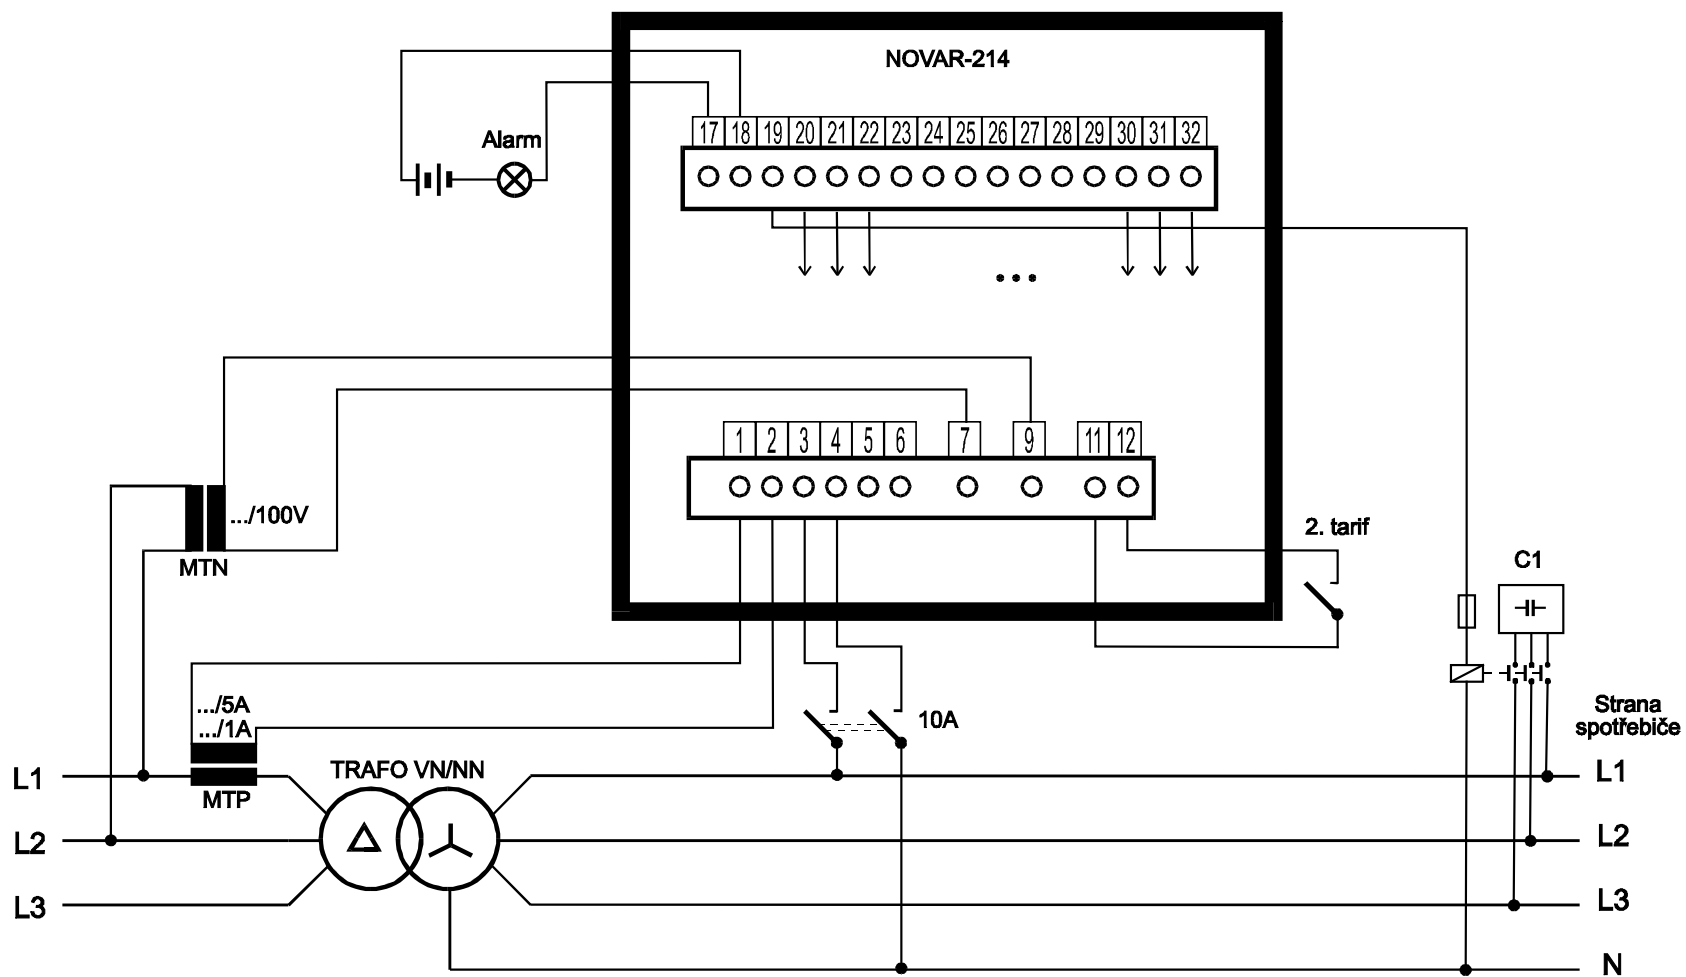 NOVAR-214
Alarm
17 18 19 20 21 22 23 24 25 26 27 28 29 30 31 32
1 2 3 4 5 6 7 9 11 12
.../100V
MTN
2. tarif
C1
.../5A
.../1A
10A
Strana
spotřebiče
L1
MTP
TRAFO VN/NN
L1
L2
L2
L3
L3
N